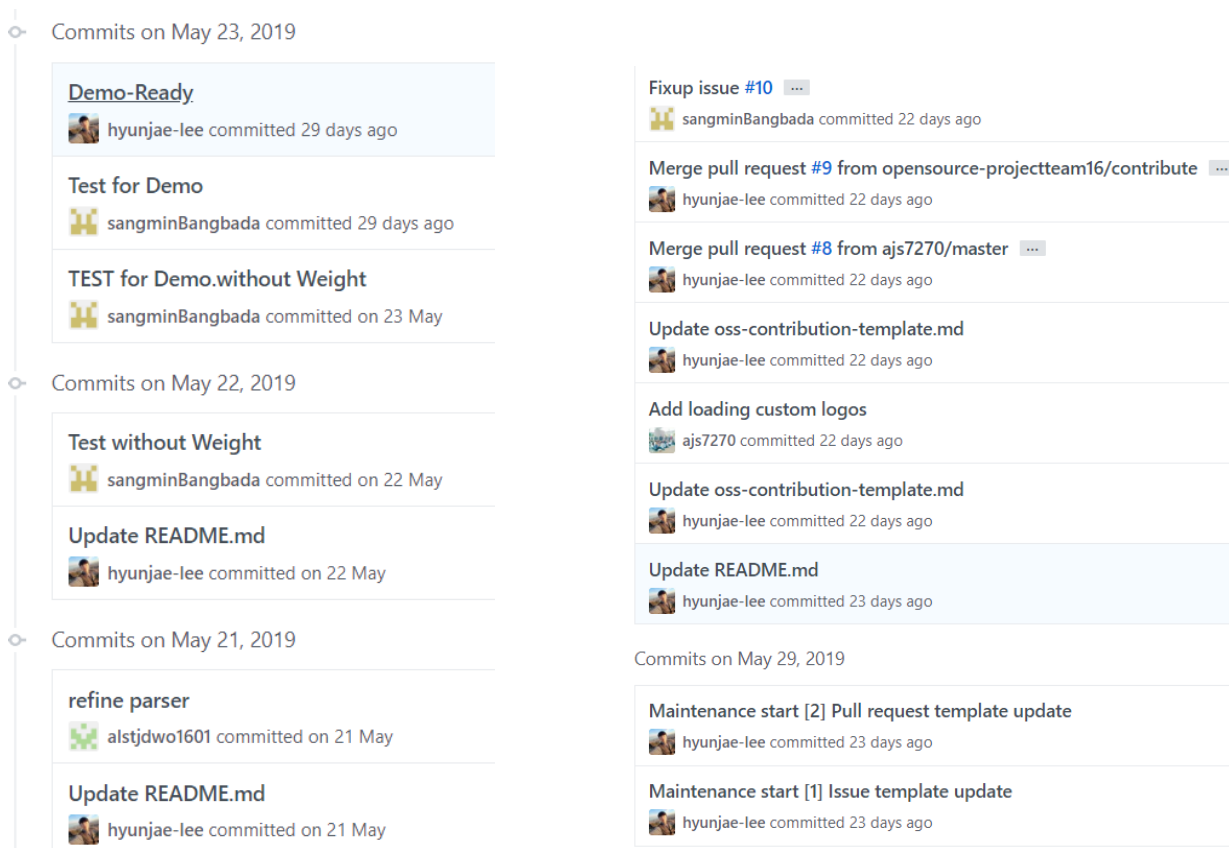 Commits on May 23, 2019
Demo-Ready
hyunjae-lee committed 29 days ago
Test for Demo
sangminBangbada committed 29 days ago
TEST for Demo.without Weight
sangminBangbada committed on 23 May
Commits on May 22, 2019
Test without Weight
sangminBangbada committed on 22 May
Update README.md
hyunjae-lee committed on 22 May
Commits on May 21, 2019
refine parser
alstjdwo1601 committed on 21 May
Update README.md
hyunjae-lee committed on 21 May
Fixup issue #10 ...
sangminBangbada committed 22 days ago
Merge pull request #9 from opensource-projectteam16/contribute ...
hyunjae-lee committed 22 days ago
Merge pull request #8 from ajs7270/master ...
hyunjae-lee committed 22 days ago
Update oss-contribution-template.md
hyunjae-lee committed 22 days ago
Add loading custom logos
ajs7270 committed 22 days ago
Update oss-contribution-template.md
hyunjae-lee committed 22 days ago
Update README.md
hyunjae-lee committed 23 days ago
Commits on May 29, 2019
Maintenance start [2] Pull request template update
hyunjae-lee committed 23 days ago
Maintenance start [1] Issue template update
hyunjae-lee committed 23 days ago